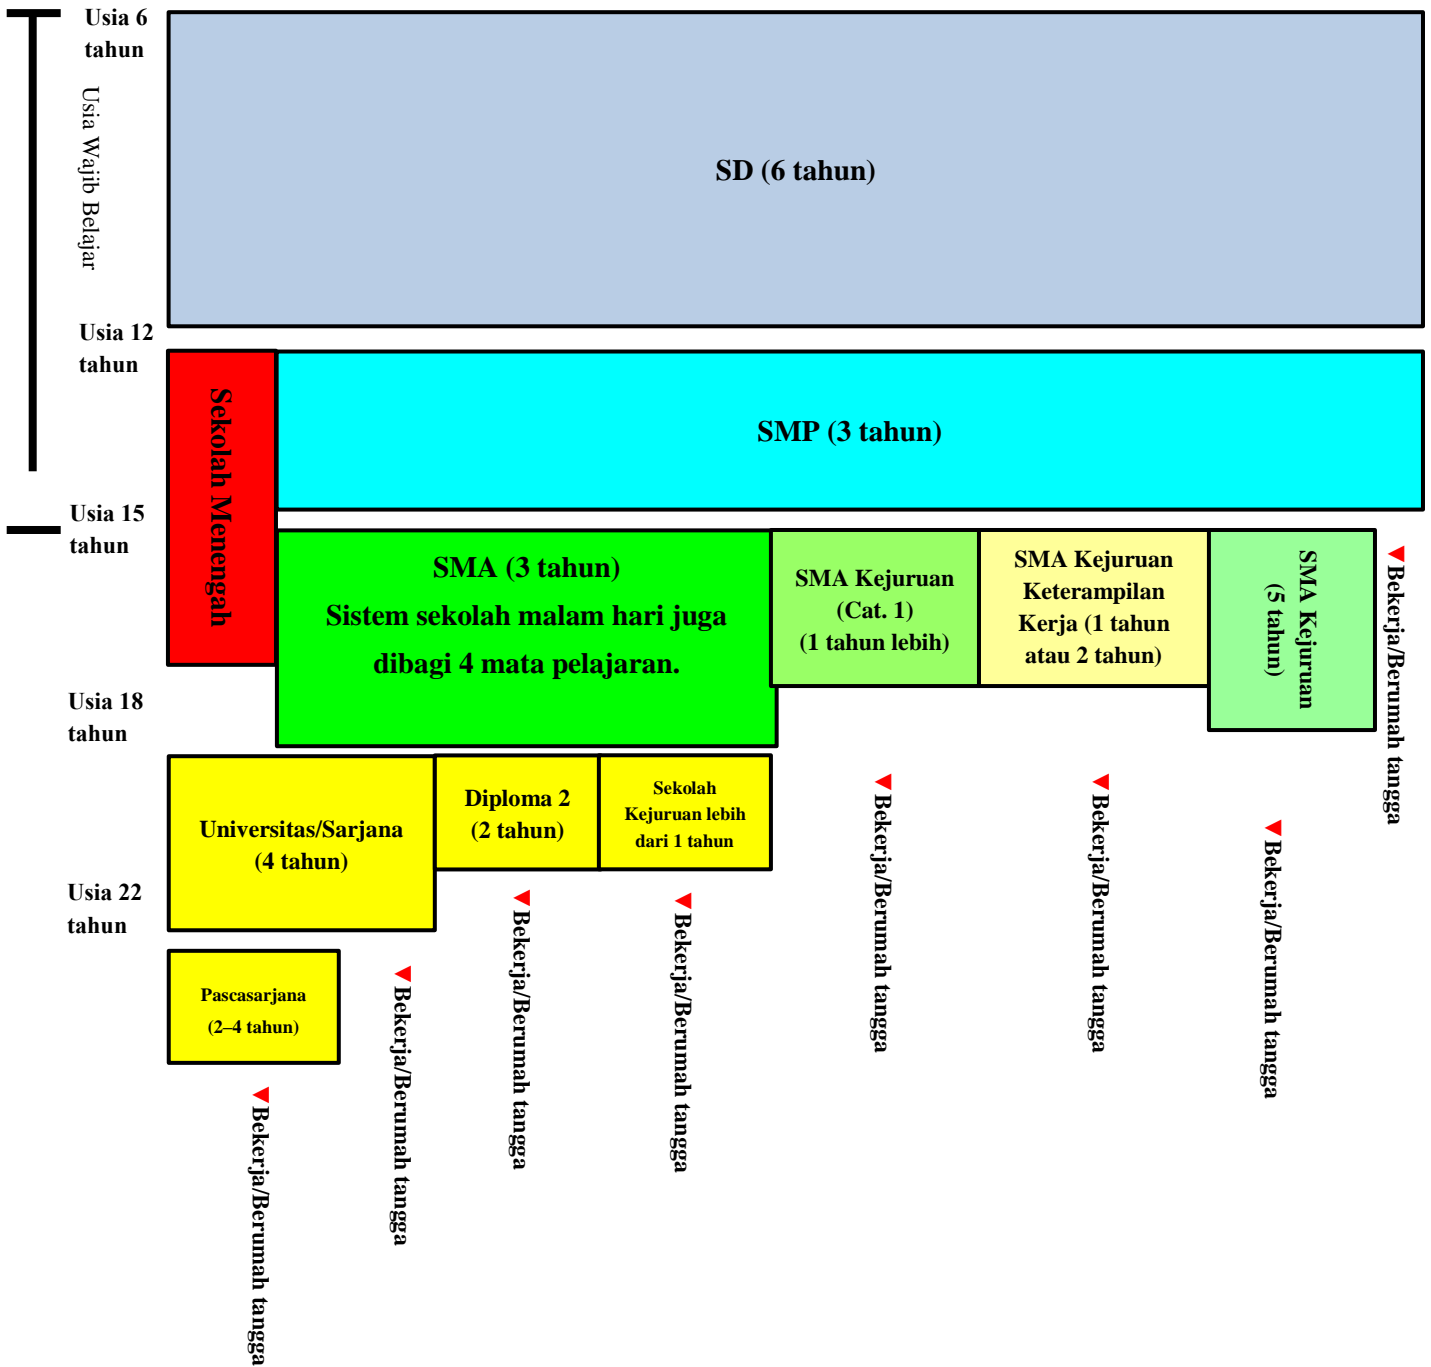 Usia 6
tahun
Usia Wajib Belajar
SD (6 tahun)
Usia 12
tahun
Sekolah Menengah
SMP (3 tahun)
Usia 15
tahun
SMA (3 tahun)
Sistem sekolah malam hari juga
dibagi 4 mata pelajaran.
SMA Kejuruan
(Cat. 1)
(1 tahun lebih)
SMA Kejuruan
Keterampilan
Kerja (1 tahun
atau 2 tahun)
SMA Kejuruan
(5 tahun)
Bekerja/Berumah tangga
Usia 18
tahun
Universitas/Sarjana
(4 tahun)
Diploma 2
(2 tahun)
Sekolah
Kejuruan lebih
dari 1 tahun
Bekerja/Berumah tangga
Bekerja/Berumah tangga
Bekerja/Berumah tangga
Usia 22
tahun
Bekerja/Berumah tangga
Bekerja/Berumah tangga
Pascasarjana
(2–4 tahun)
Bekerja/Berumah tangga
Bekerja/Berumah tangga